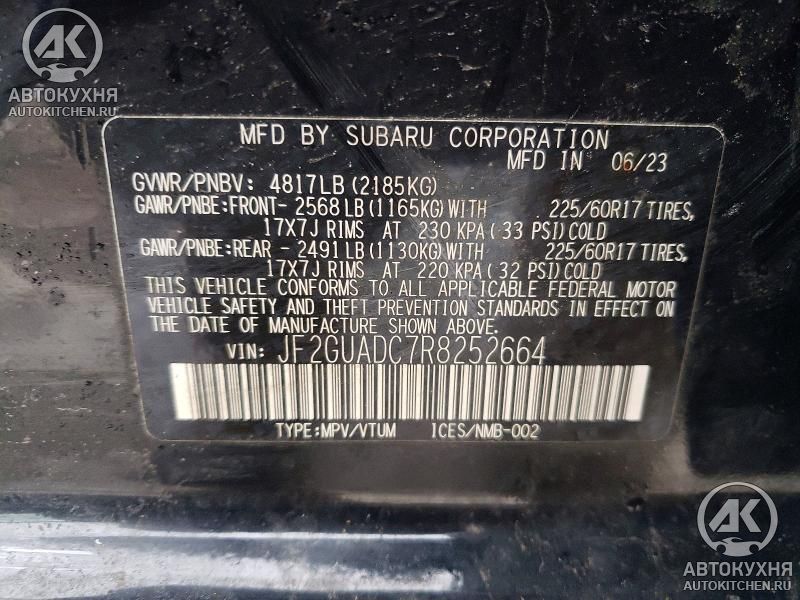 AK
АВТОКУХНЯ
AUTOKITCHEN.RU
MFD BY SUBARU CORPORATION
MFD IN 06/23
GVWR/PNBV: 4817LB(2185KG)
GAWR/PNBE:FRONT- 2568LB(1165KG)WITH 225/60R17 TIRES,
17X7J RIMS AT 230 KPA(33 PSI)COLD
GAWR/PNBE:REAR - 2491LB(1130KG)WITH 225/60R17 TIRES,
17X7J RIMS AT 220 KPA(32 PSI)COLD
THIS VEHICLE CONFORMS TO ALL APPLICABLE FEDERAL MOTOR
VEHICLE SAFETY AND THEFT PREVENTION STANDARDS IN EFFECT ON
THE DATE OF MANUFACTURE SHOWN ABOVE.
VIN: JF2GUADC7R8252664
TYPE:MPV/VTUM ICES/NMB-002
AK
АВТОКУХНЯ
AUTOKITCHEN.RU